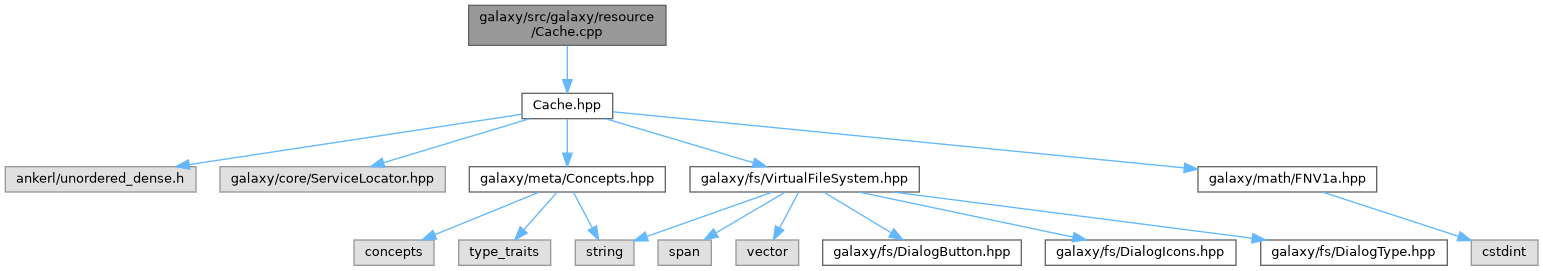 galaxy/src/galaxy/resource
/Cache.cpp
Cache.hpp
ankerl/unordered_dense.h
galaxy/core/ServiceLocator.hpp
galaxy/meta/Concepts.hpp
galaxy/fs/VirtualFileSystem.hpp
galaxy/math/FNV1a.hpp
concepts
type_traits
string
span
vector
galaxy/fs/DialogButton.hpp
galaxy/fs/DialogIcons.hpp
galaxy/fs/DialogType.hpp
cstdint